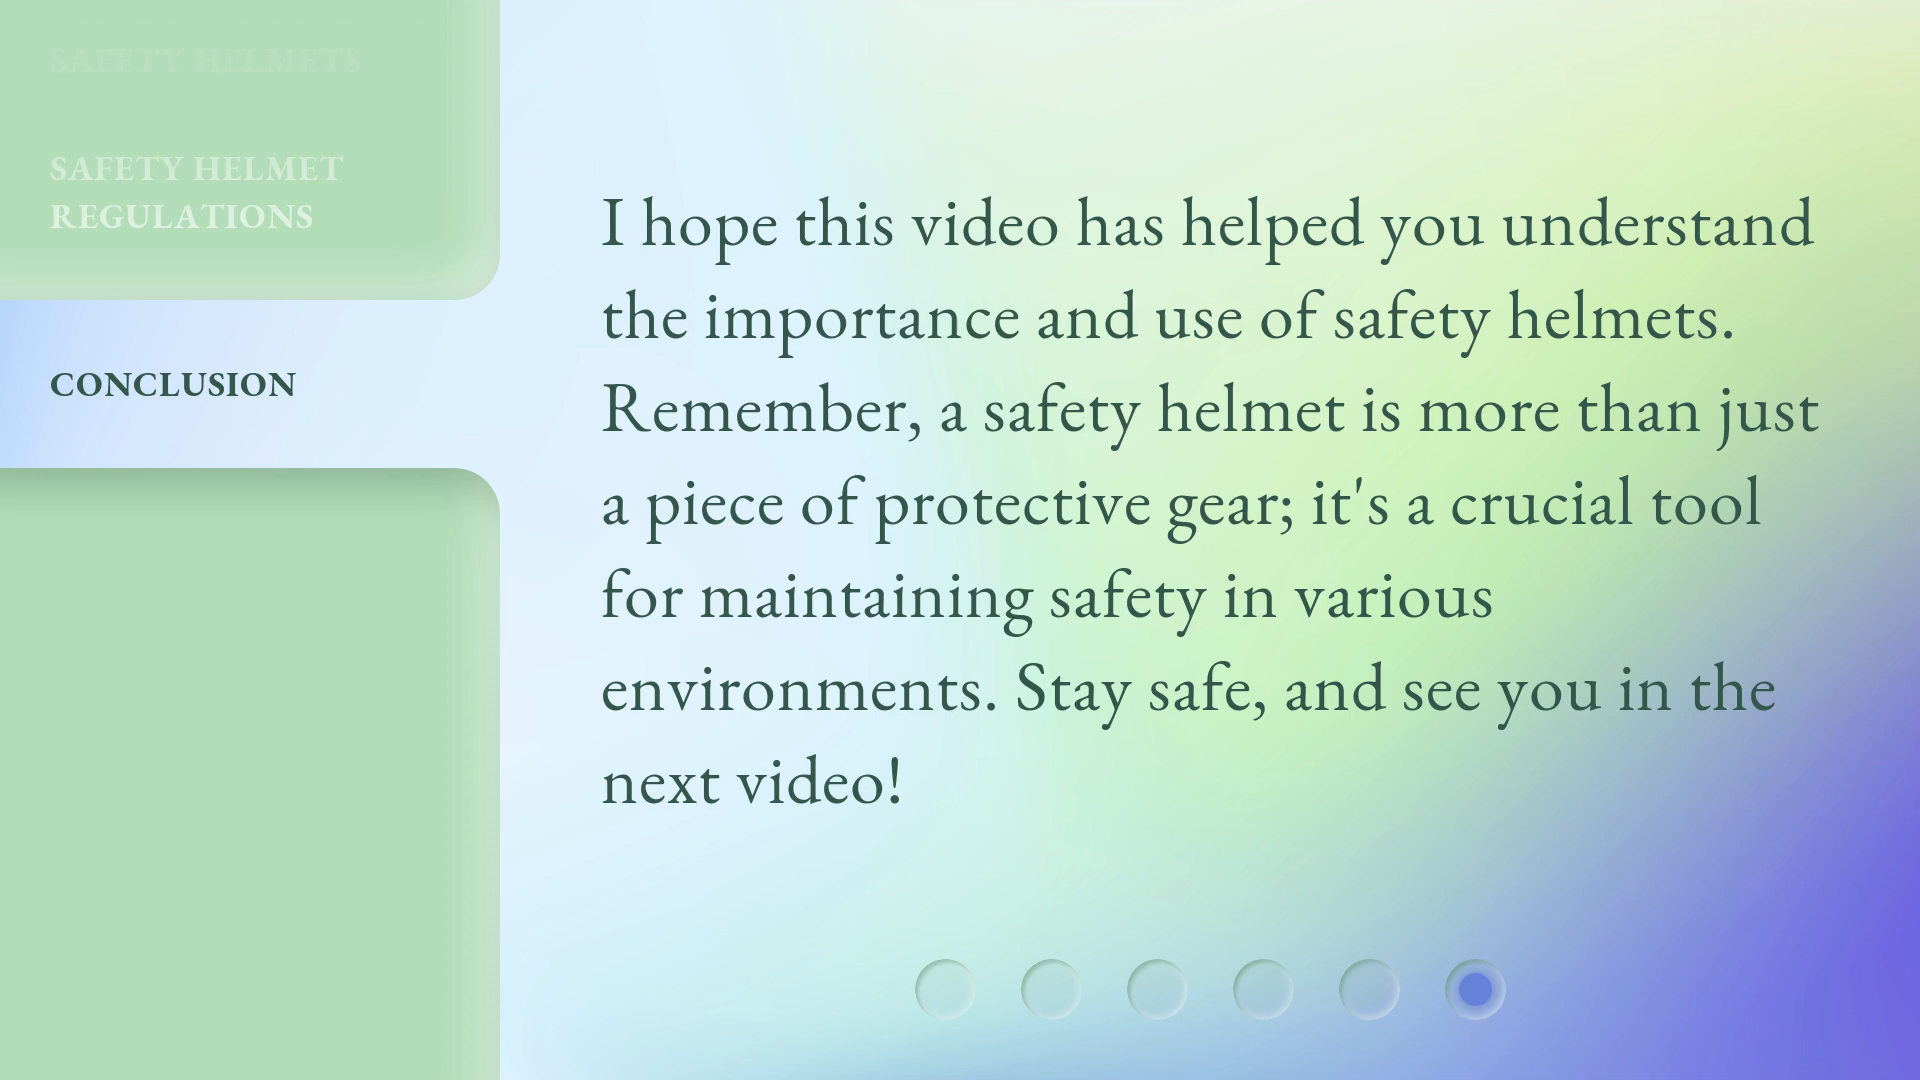 SAFETY HELMETS
SAFETY HELMET
REGULATIONS
CONCLUSION
I hope this video has helped you understand
the importance and use of safety helmets.
Remember, a safety helmet is more than just
a piece of protective gear; it's a crucial tool
for maintaining safety in various
environments. Stay safe, and see you in the
next video!